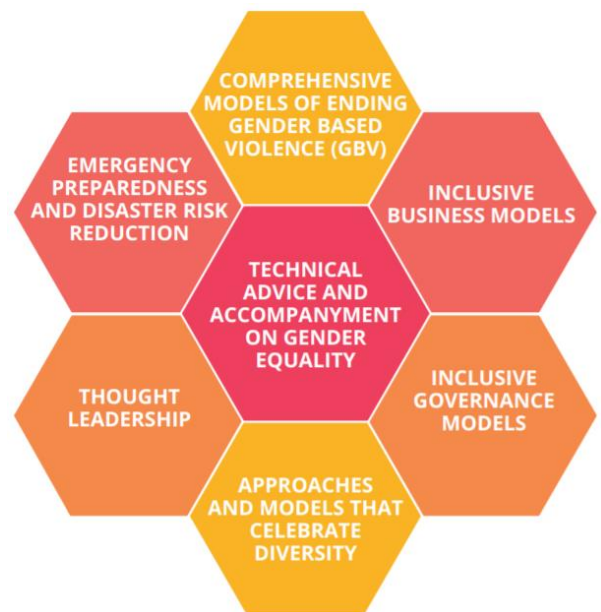 COMPREHENSIVE
MODELS OF ENDING
GENDER BASED
VIOLENCE (GBV)
EMERGENCY
PREPAREDNESS
AND DISASTER RISK
REDUCTION
INCLUSIVE
BUSINESS MODELS
TECHNICAL
ADVICE AND
ACCOMPANYMENT
ON GENDER
EQUALITY
THOUGHT
LEADERSHIP
INCLUSIVE
GOVERNANCE
MODELS
APPROACHES
AND MODELS THAT
CELEBRATE
DIVERSITY